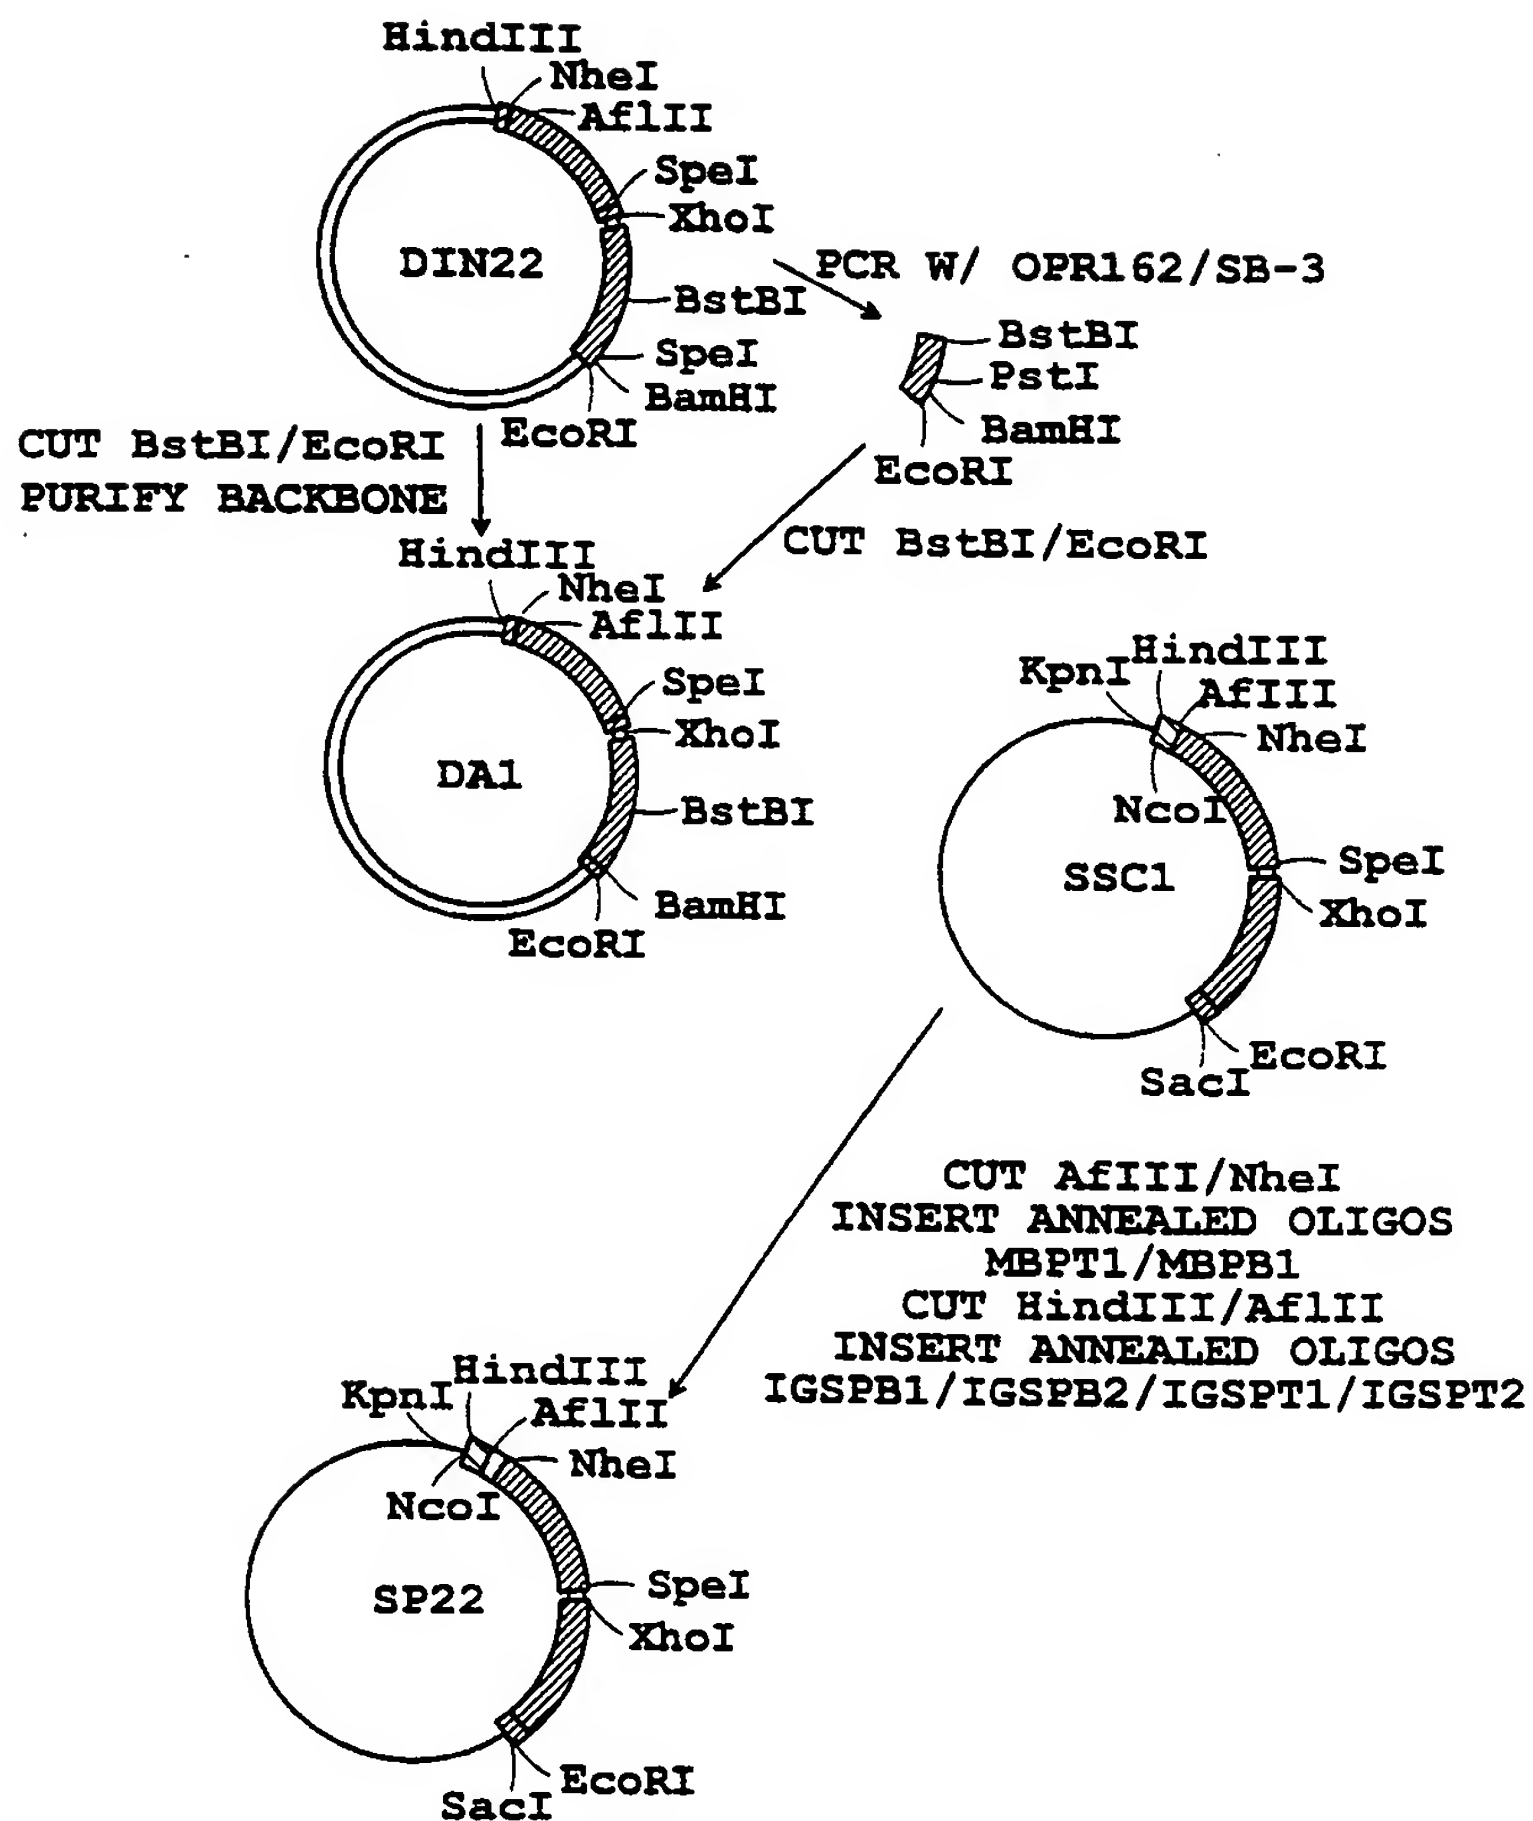 HindIII
NheI
AflII
SpeI
XhoI
DIN22
BstBI
SpeI
BamHI
EcoRI
PCR W/ OPR162/SB-3
BstBI
PstI
BamHI
EcoRI
CUT BstBI/EcoRI
PURIFY BACKBONE
CUT BstBI/EcoRI
HindIII
NheI
AflII
SpeI
XhoI
DA1
BstBI
BamHI
EcoRI
KpnI
HindIII
AfIII
NheI
NcoI
SSC1
SpeI
XhoI
EcoRI
SacI
CUT AfIII/NheI
INSERT ANNEALED OLIGOS
MBPT1/MBPB1
CUT HindIII/AflII
INSERT ANNEALED OLIGOS
IGSPB1/IGSPB2/IGSPT1/IGSPT2
KpnI
HindIII
AflII
NheI
NcoI
SP22
SpeI
XhoI
EcoRI
SacI